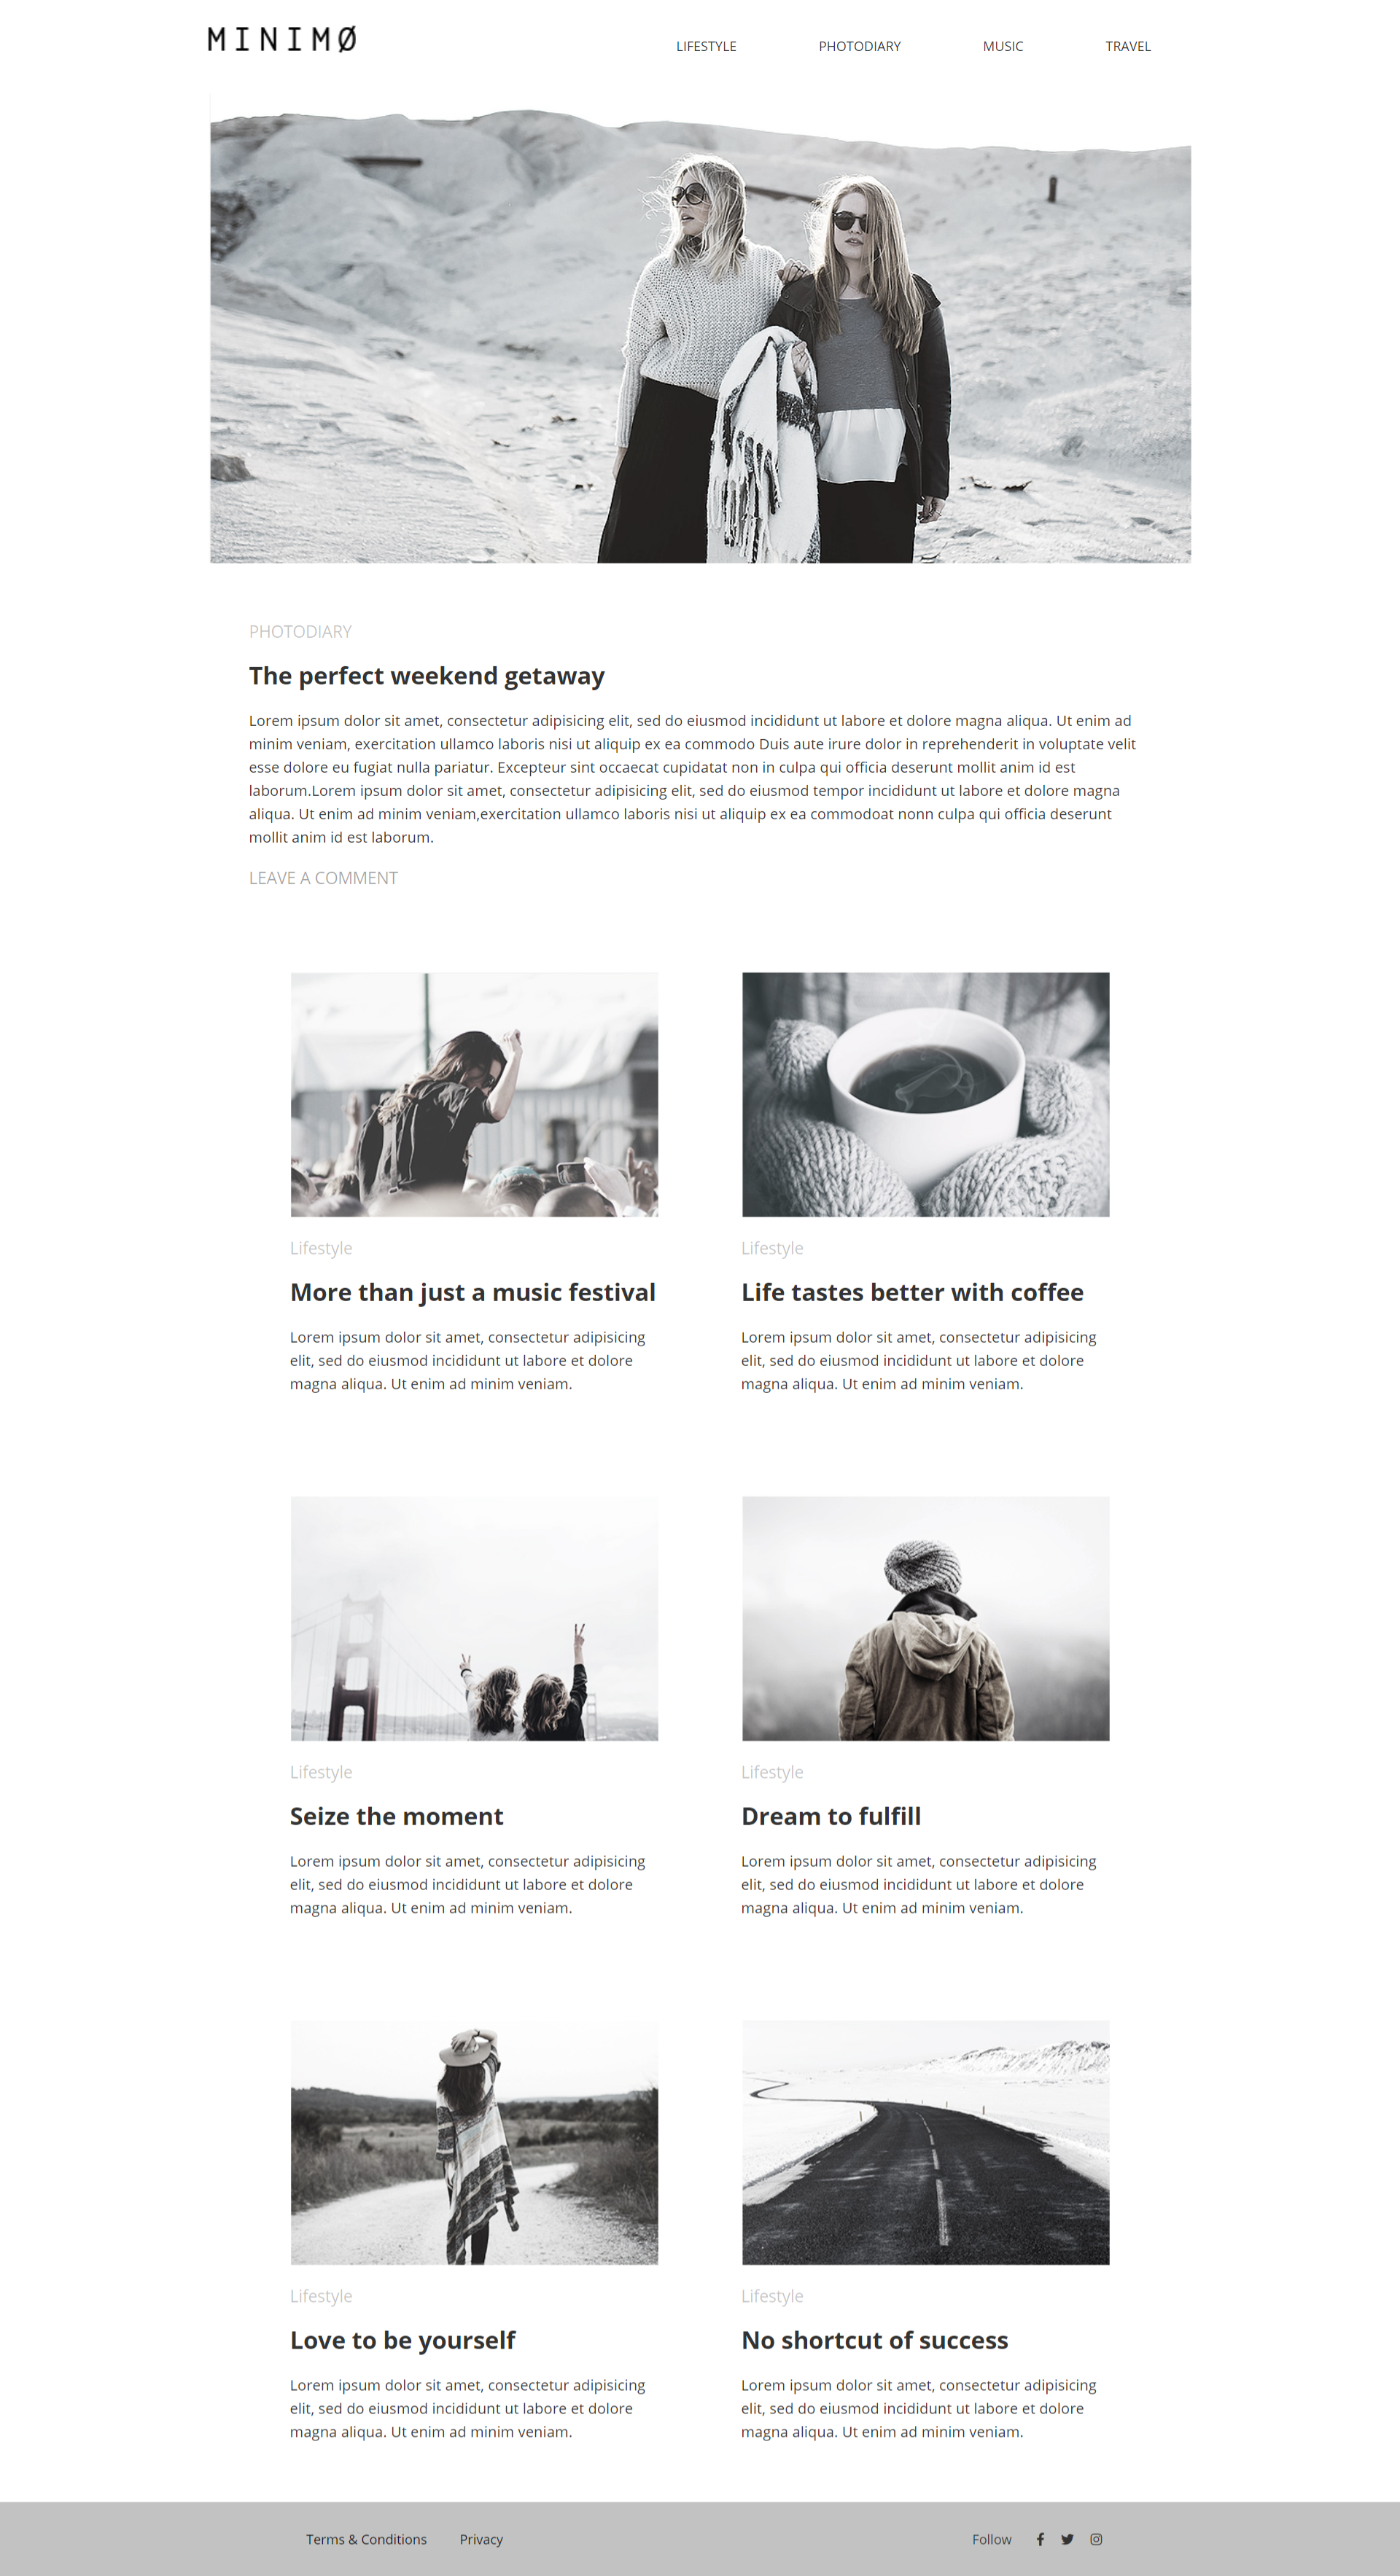 MINIMØ
LIFESTYLE PHOTODIARY MUSIC TRAVEL
PHOTODIARY
The perfect weekend getaway
Lorem ipsum dolor sit amet, consectetur adipisicing elit, sed do eiusmod incididunt ut labore et dolore magna aliqua. Ut enim ad
minim veniam, exercitation ullamco laboris nisi ut aliquip ex ea commodo Duis aute irure dolor in reprehenderit in voluptate velit
esse dolore eu fugiat nulla pariatur. Excepteur sint occaecat cupidatat non in culpa qui officia deserunt mollit anim id est
laborum.Lorem ipsum dolor sit amet, consectetur adipisicing elit, sed do eiusmod tempor incididunt ut labore et dolore magna
aliqua. Ut enim ad minim veniam,exercitation ullamco laboris nisi ut aliquip ex ea commodoat nonn culpa qui officia deserunt
mollit anim id est laborum.
LEAVE A COMMENT
Lifestyle
More than just a music festival
Lorem ipsum dolor sit amet, consectetur adipisicing
elit, sed do eiusmod incididunt ut labore et dolore
magna aliqua. Ut enim ad minim veniam.
Lifestyle
Life tastes better with coffee
Lorem ipsum dolor sit amet, consectetur adipisicing
elit, sed do eiusmod incididunt ut labore et dolore
magna aliqua. Ut enim ad minim veniam.
Lifestyle
Seize the moment
Lorem ipsum dolor sit amet, consectetur adipisicing
elit, sed do eiusmod incididunt ut labore et dolore
magna aliqua. Ut enim ad minim veniam.
Lifestyle
Dream to fulfill
Lorem ipsum dolor sit amet, consectetur adipisicing
elit, sed do eiusmod incididunt ut labore et dolore
magna aliqua. Ut enim ad minim veniam.
Lifestyle
Love to be yourself
Lorem ipsum dolor sit amet, consectetur adipisicing
elit, sed do eiusmod incididunt ut labore et dolore
magna aliqua. Ut enim ad minim veniam.
Lifestyle
No shortcut of success
Lorem ipsum dolor sit amet, consectetur adipisicing
elit, sed do eiusmod incididunt ut labore et dolore
magna aliqua. Ut enim ad minim veniam.
Terms & Conditions Privacy Follow